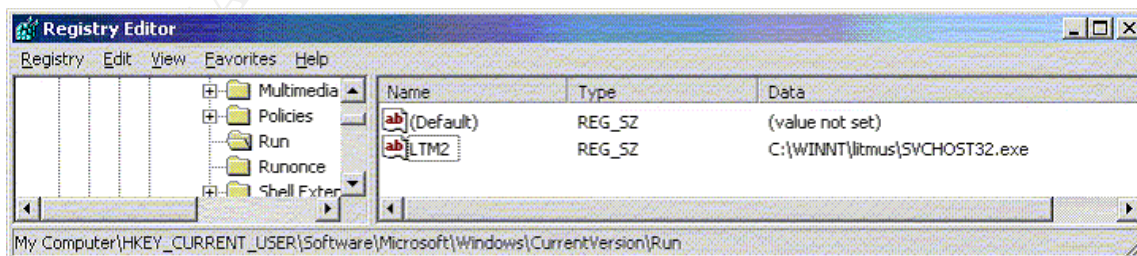 Registry Editor
Registry Edit View Favorites Help
Multimedia
Policies
Run
Runonce
Shell Exter
Name Type Data
(Default) REG_SZ (value not set)
LTM2 REG_SZ C:\WINNT\litmus\SVCHOST32.exe
My Computer\HKEY_CURRENT_USER\Software\Microsoft\Windows\CurrentVersion\Run